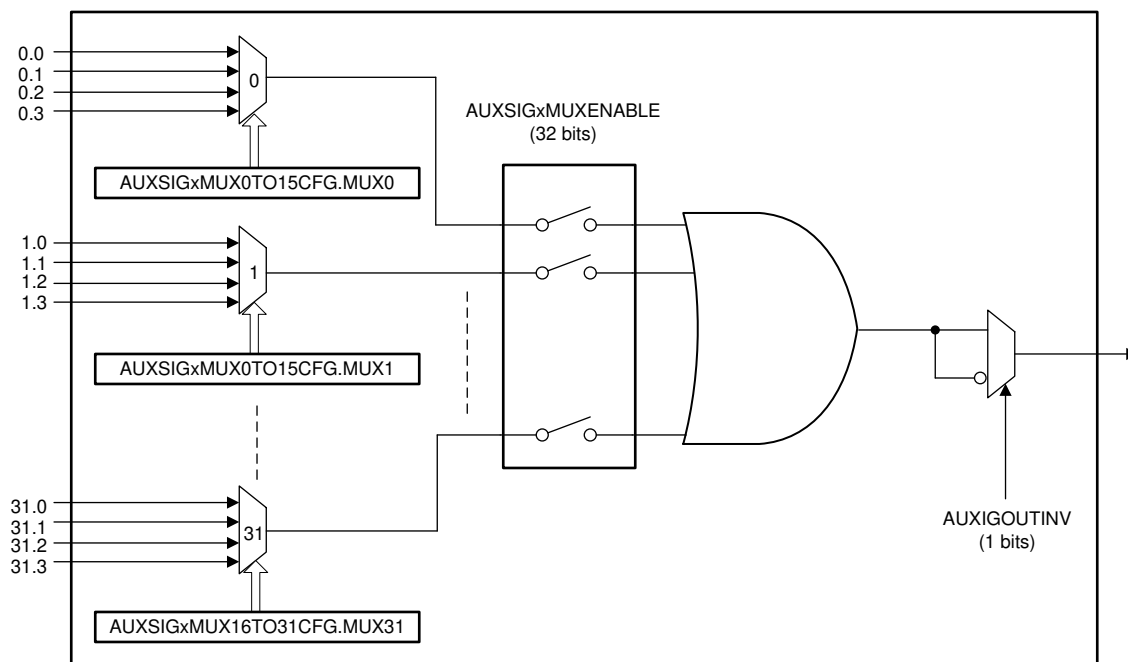 0.0
0.1
0.2
0.3
0
AUXSIGxMUX0TO15CFG.MUX0
AUXSIGxMUXENABLE
(32 bits)
1.0
1.1
1.2
1.3
1
AUXSIGxMUX0TO15CFG.MUX1
31.0
31.1
31.2
31.3
31
AUXSIGxMUX16TO31CFG.MUX31
AUXIGOUTINV
(1 bits)